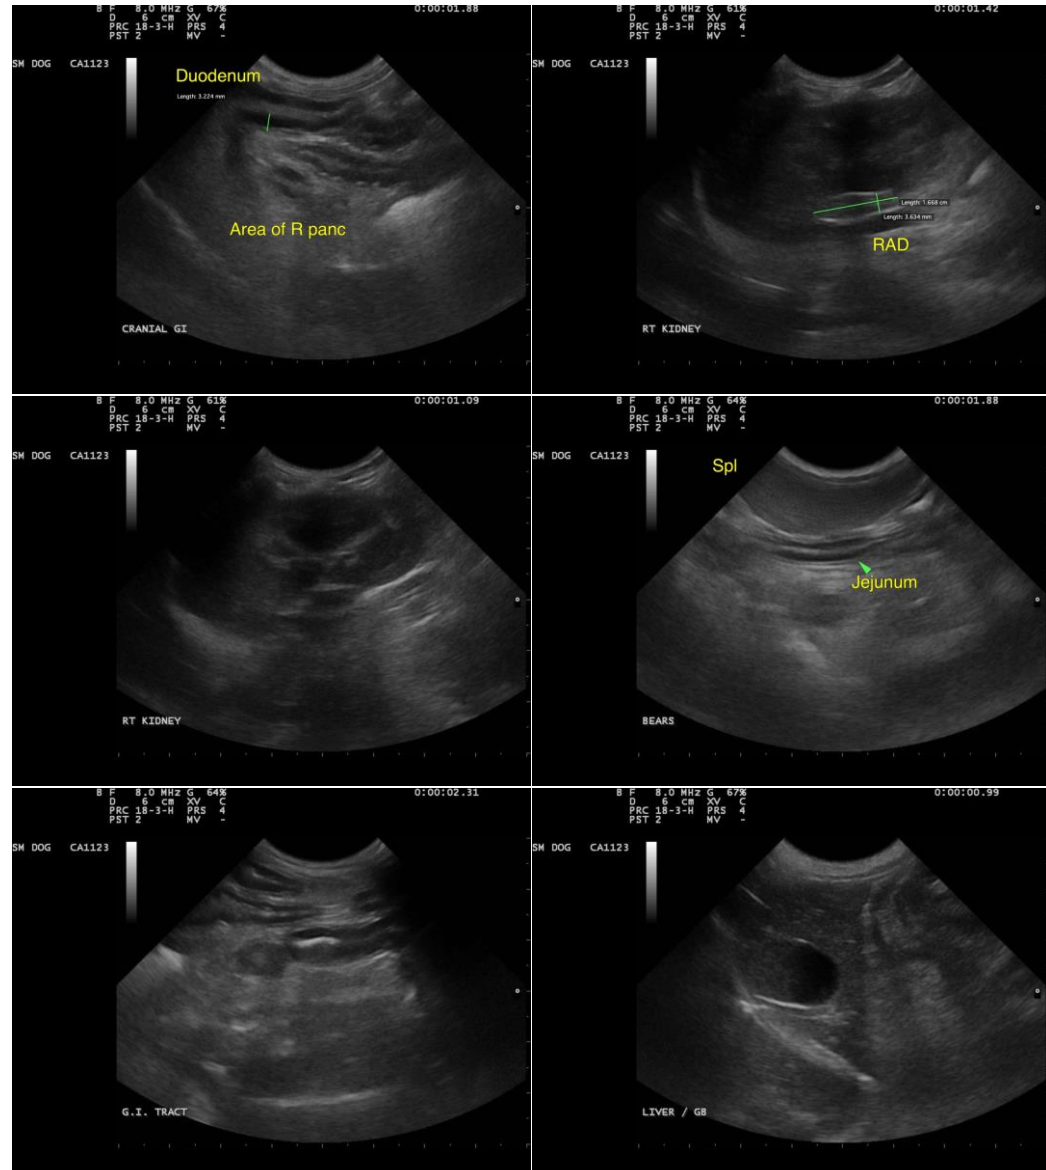 B F 8.0 MHz G 67%
D 6 cm XV C
PRC 18-3-H PRS 4
PST 2 MV -
0:00:01.88
SM DOG CA1123
Duodenum
Length: 3.224 mm
Area of R panc
CRANIAL GI
B F 8.0 MHz G 61%
D 6 cm XV C
PRC 18-3-H PRS 4
PST 2 MV -
0:00:01.42
SM DOG CA1123
Length: 1.668 cm
Length: 3.634 mm
RAD
RT KIDNEY
B F 8.0 MHz G 61%
D 6 cm XV C
PRC 18-3-H PRS 4
PST 2 MV -
0:00:01.09
SM DOG CA1123
RT KIDNEY
B F 8.0 MHz G 64%
D 6 cm XV C
PRC 18-3-H PRS 4
PST 2 MV -
0:00:01.88
SM DOG CA1123
Spl
Jejunum
BEARS
B F 8.0 MHz G 64%
D 6 cm XV C
PRC 18-3-H PRS 4
PST 2 MV -
0:00:02.31
SM DOG CA1123
G.I. TRACT
B F 8.0 MHz G 67%
D 6 cm XV C
PRC 18-3-H PRS 4
PST 2 MV -
0:00:00.99
SM DOG CA1123
LIVER / GB